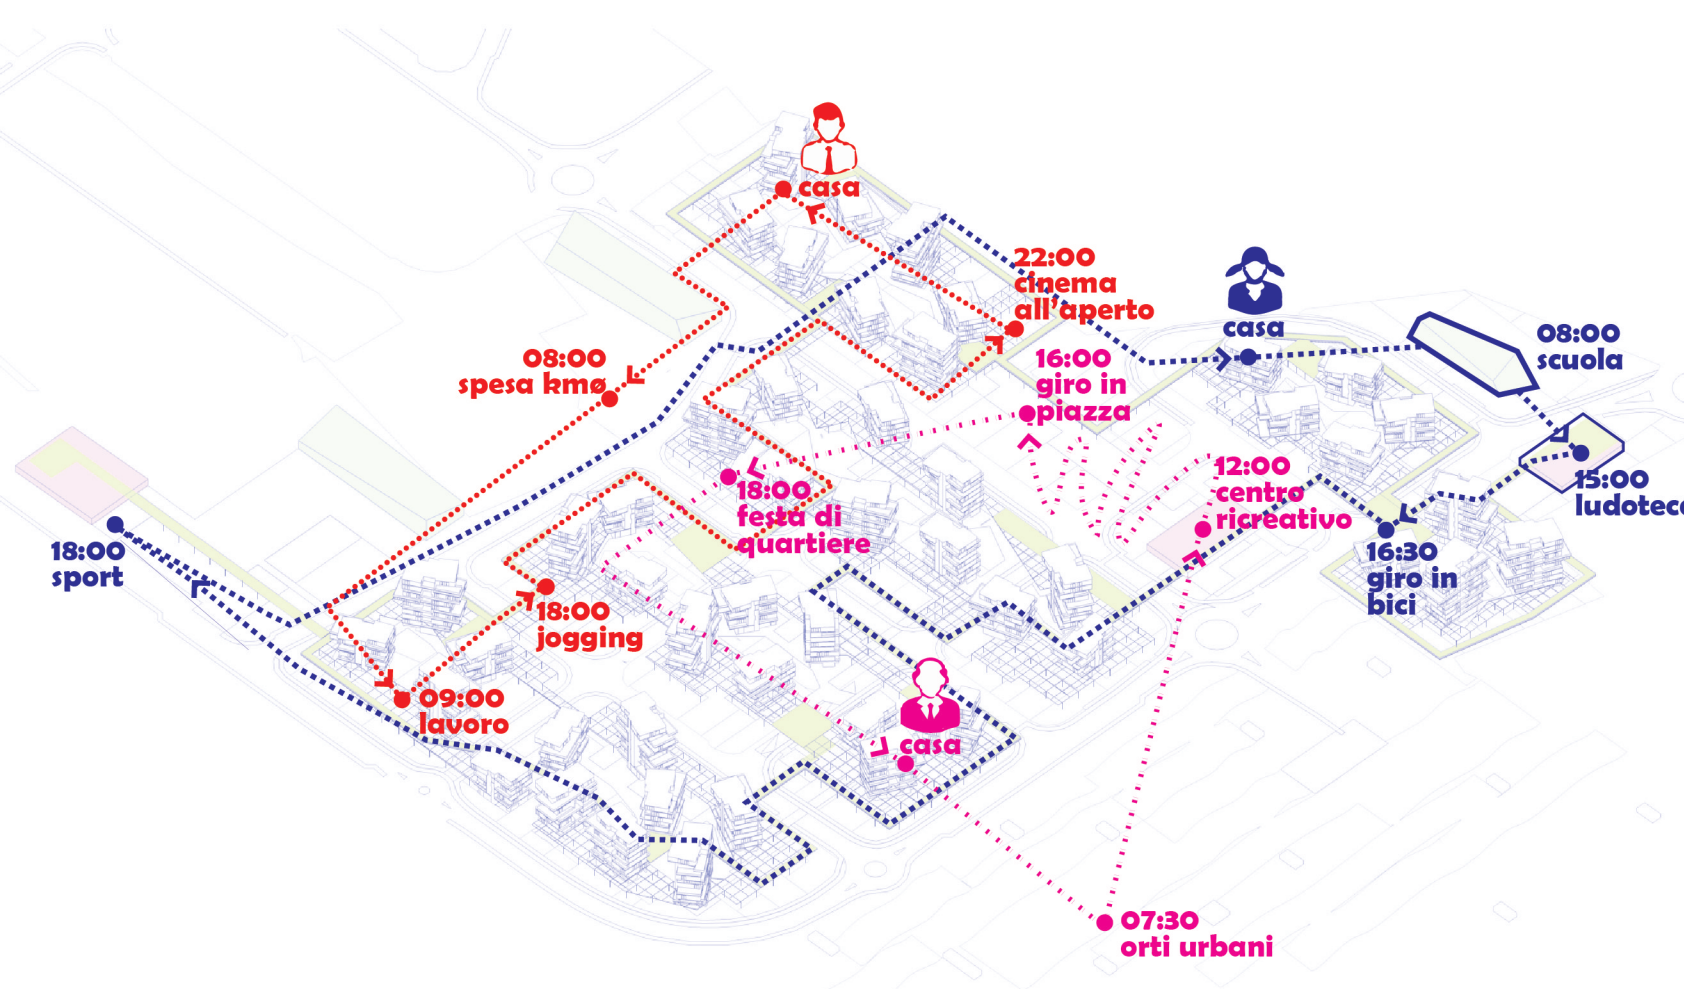 casa
22:00
cinema
all'aperto
casa
08:00
scuola
08:00
spesa kmø
16:00
giro in
piazza
12:00
centro
ricreativo
15:00
ludotec
18:00
festa di
quartiere
18:00
sport
16:30
giro in
bici
18:00
jogging
09:00
lavoro
casa
07:30
orti urbani